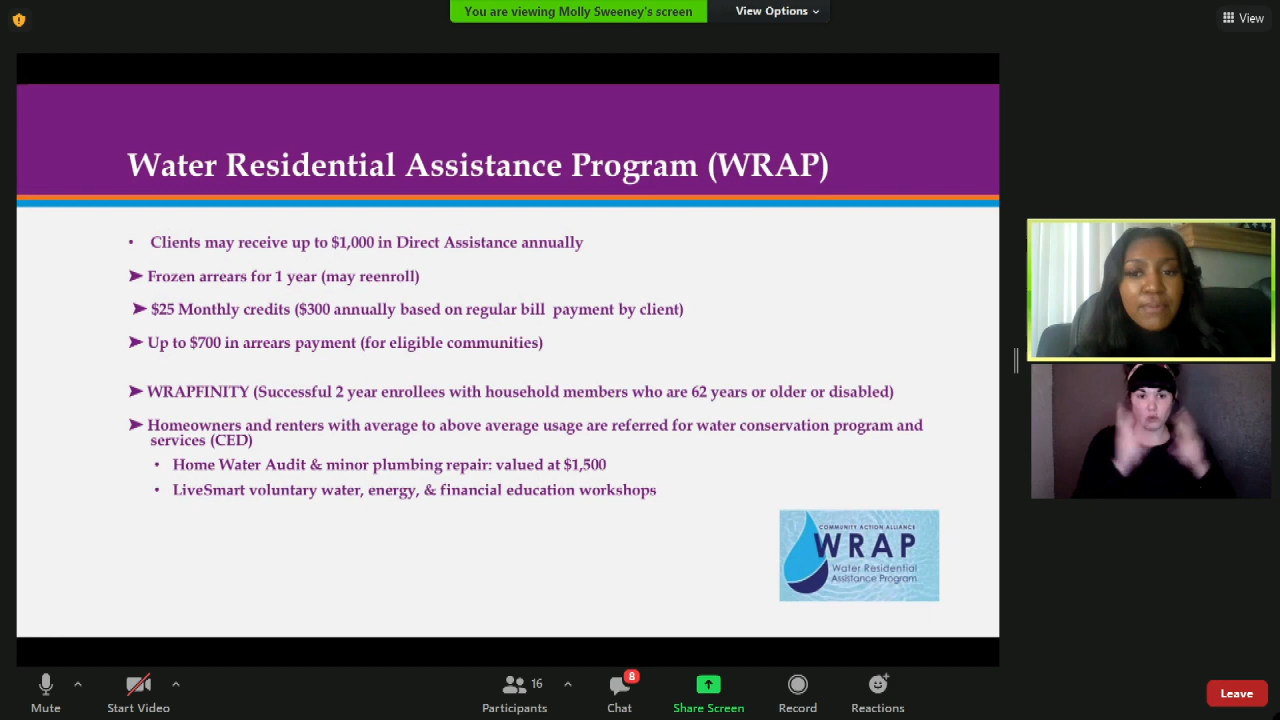 You are viewing Molly Sweeney's screen
View Options
View
Water Residential Assistance Program (WRAP)
• Clients may receive up to $1,000 in Direct Assistance annually
➤ Frozen arrears for 1 year (may reenroll)
➤ $25 Monthly credits ($300 annually based on regular bill payment by client)
➤ Up to $700 in arrears payment (for eligible communities)
➤ WRAPFINITY (Successful 2 year enrollees with household members who are 62 years or older or disabled)
➤ Homeowners and renters with average to above average usage are referred for water conservation program and
services (CED)
• Home Water Audit & minor plumbing repair: valued at $1,500
• LiveSmart voluntary water, energy, & financial education workshops
COMMUNITY ACTION ALLIANCE
WRAP
Water Residential
Assistance Program
16
8
Mute
Start Video
Participants
Chat
Share Screen
Record
Reactions
Leave